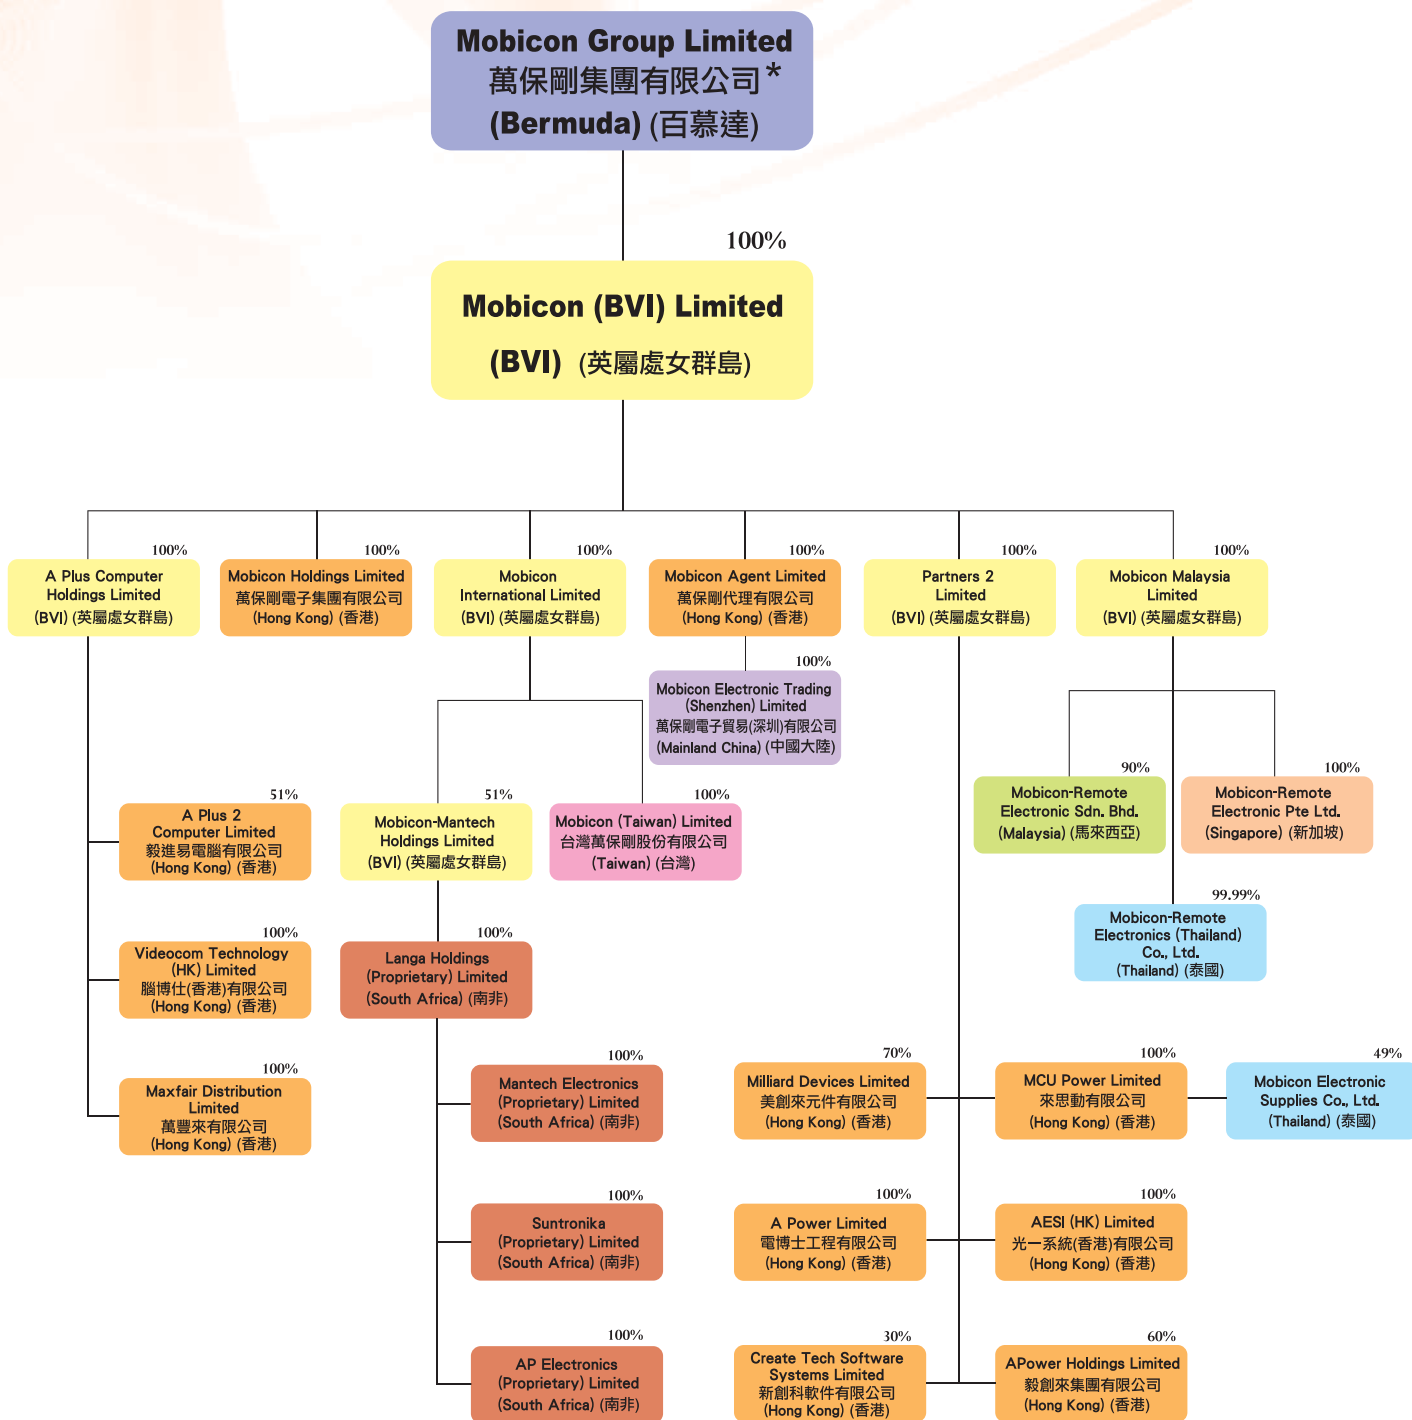 Mobicon Group Limited
萬保剛集團有限公司*
(Bermuda) (百慕達)
100%
Mobicon (BVI) Limited
(BVI) (英屬處女群島)
100%
A Plus Computer
Holdings Limited
(BVI) (英屬處女群島)
100%
Mobicon Holdings Limited
萬保剛電子集團有限公司
(Hong Kong) (香港)
100%
Mobicon
International Limited
(BVI) (英屬處女群島)
100%
Mobicon Agent Limited
萬保剛代理有限公司
(Hong Kong) (香港)
100%
Partners 2
Limited
(BVI) (英屬處女群島)
100%
Mobicon Malaysia
Limited
(BVI) (英屬處女群島)
100%
Mobicon Electronic Trading
(Shenzhen) Limited
萬保剛電子貿易(深圳)有限公司
(Mainland China) (中國大陸)
51%
A Plus 2
Computer Limited
毅進易電腦有限公司
(Hong Kong) (香港)
51%
Mobicon-Mantech
Holdings Limited
(BVI) (英屬處女群島)
100%
Mobicon (Taiwan) Limited
台灣萬保剛股份有限公司
(Taiwan) (台灣)
90%
Mobicon-Remote
Electronic Sdn. Bhd.
(Malaysia) (馬來西亞)
100%
Mobicon-Remote
Electronic Pte Ltd.
(Singapore) (新加坡)
99.99%
Mobicon-Remote
Electronics (Thailand)
Co., Ltd.
(Thailand) (泰國)
100%
Videocom Technology
(HK) Limited
腦博仕(香港)有限公司
(Hong Kong) (香港)
100%
Langa Holdings
(Proprietary) Limited
(South Africa) (南非)
100%
Maxfair Distribution
Limited
萬豐來有限公司
(Hong Kong) (香港)
100%
Mantech Electronics
(Proprietary) Limited
(South Africa) (南非)
70%
Milliard Devices Limited
美創來元件有限公司
(Hong Kong) (香港)
100%
MCU Power Limited
來思動有限公司
(Hong Kong) (香港)
49%
Mobicon Electronic
Supplies Co., Ltd.
(Thailand) (泰國)
100%
Suntronika
(Proprietary) Limited
(South Africa) (南非)
100%
A Power Limited
電博士工程有限公司
(Hong Kong) (香港)
100%
AESI (HK) Limited
光一系統(香港)有限公司
(Hong Kong) (香港)
100%
AP Electronics
(Proprietary) Limited
(South Africa) (南非)
30%
Create Tech Software
Systems Limited
新創科軟件有限公司
(Hong Kong) (香港)
60%
APower Holdings Limited
毅創來集團有限公司
(Hong Kong) (香港)